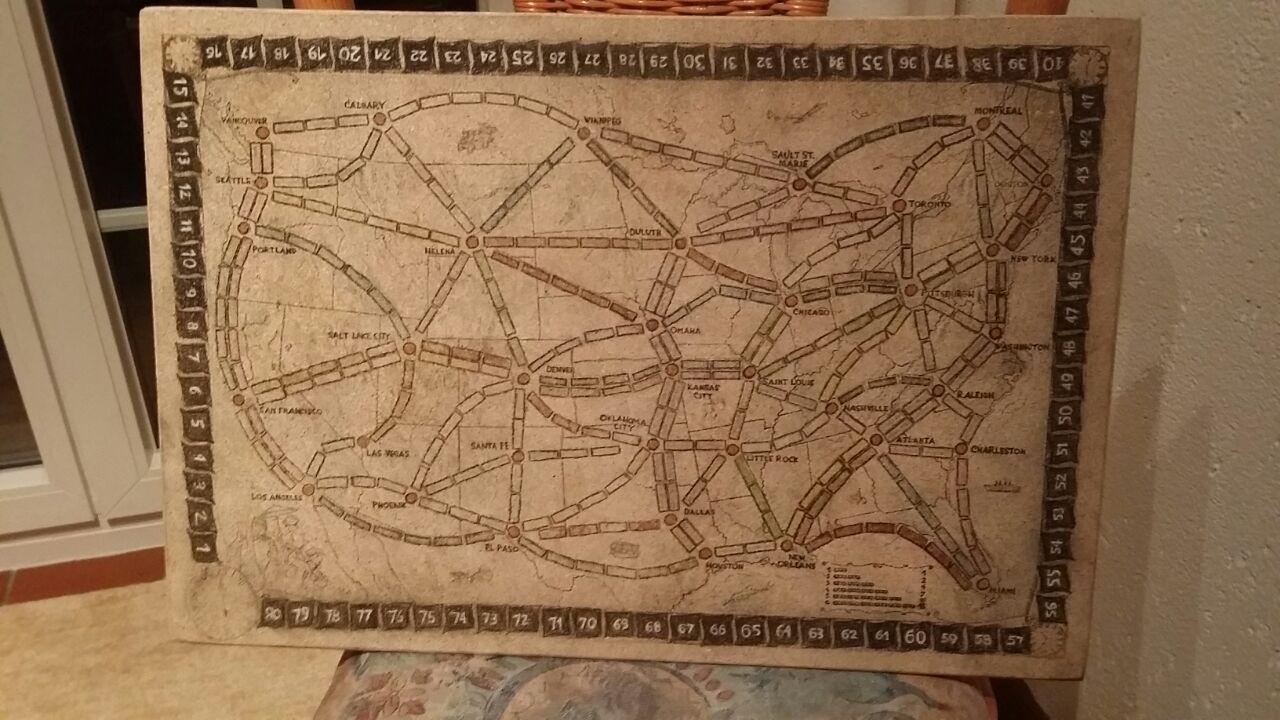 16 17 18 19 20 21 22 23 24 25 26 27 28 29 30 31 32 33 34 35 36 37 38 39 40
15
14
13
12
11
10
9
8
7
6
5
4
3
2
1
41
42
43
44
45
46
47
48
49
50
51
52
53
54
55
56
CALGARY
MONTREAL
VANCOUVER
WINNIPEG
SAULT ST.
MARIE
SEATTLE
BOSTON
TORONTO
DULUTH
PORTLAND
HELENA
NEW YORK
PITTSBURGH
CHICAGO
OMAHA
SALT LAKE CITY
WASHINGTON
DENVER
SAINT LOUIS
KANSAS
CITY
RALEIGH
SAN FRANCISCO
NASHVILLE
OKLAHOMA
CITY
ATLANTA
SANTA FE
LAS VEGAS
LITTLE ROCK
CHARLESTON
LOS ANGELES
PHOENIX
DALLAS
EL PASO
HOUSTON
NEW
ORLEANS
MIAMI
80 79 78 77 76 75 74 73 72 71 70 69 68 67 66 65 64 63 62 61 60 59 58 57